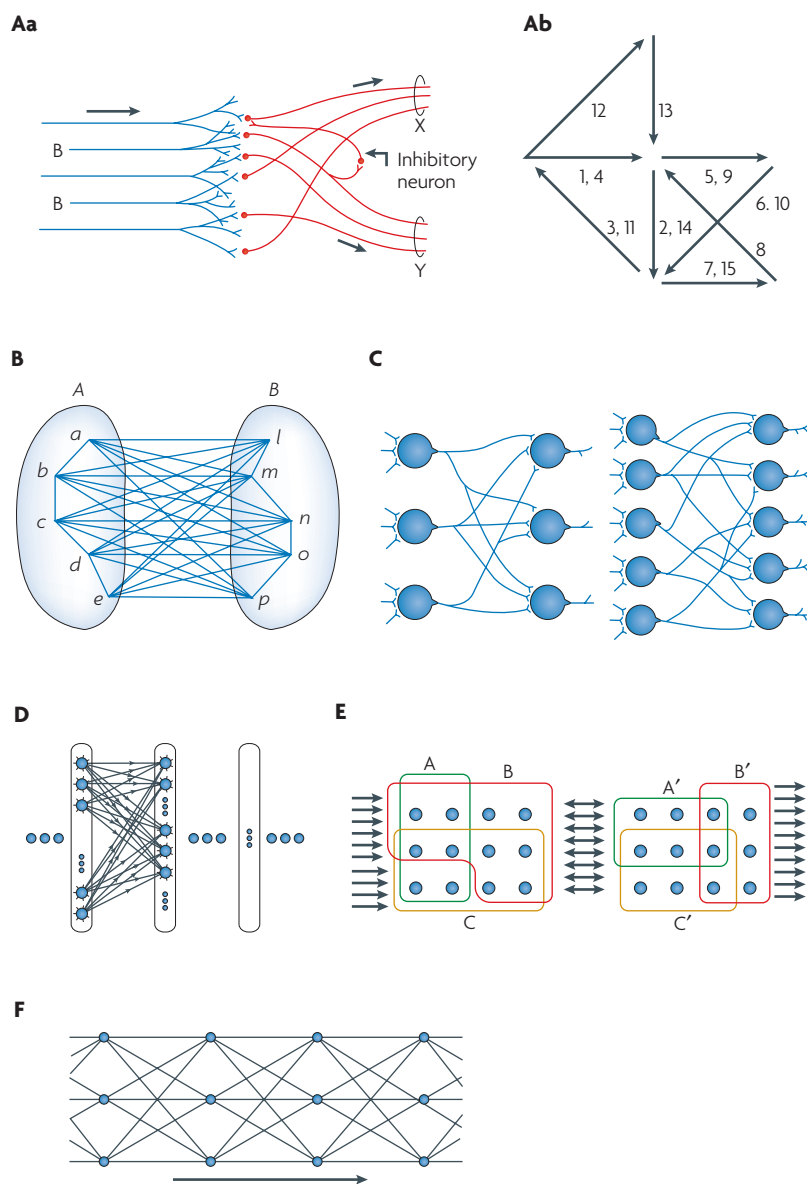 Aa
Ab
B
B
X
Y
Inhibitory
neuron
12
13
1, 4
5, 9
3, 11
2, 14
6. 10
8
7, 15
B
A
B
a
b
c
d
e
l
m
n
o
p
C
D
E
A
B
C
A′
B′
C′
F